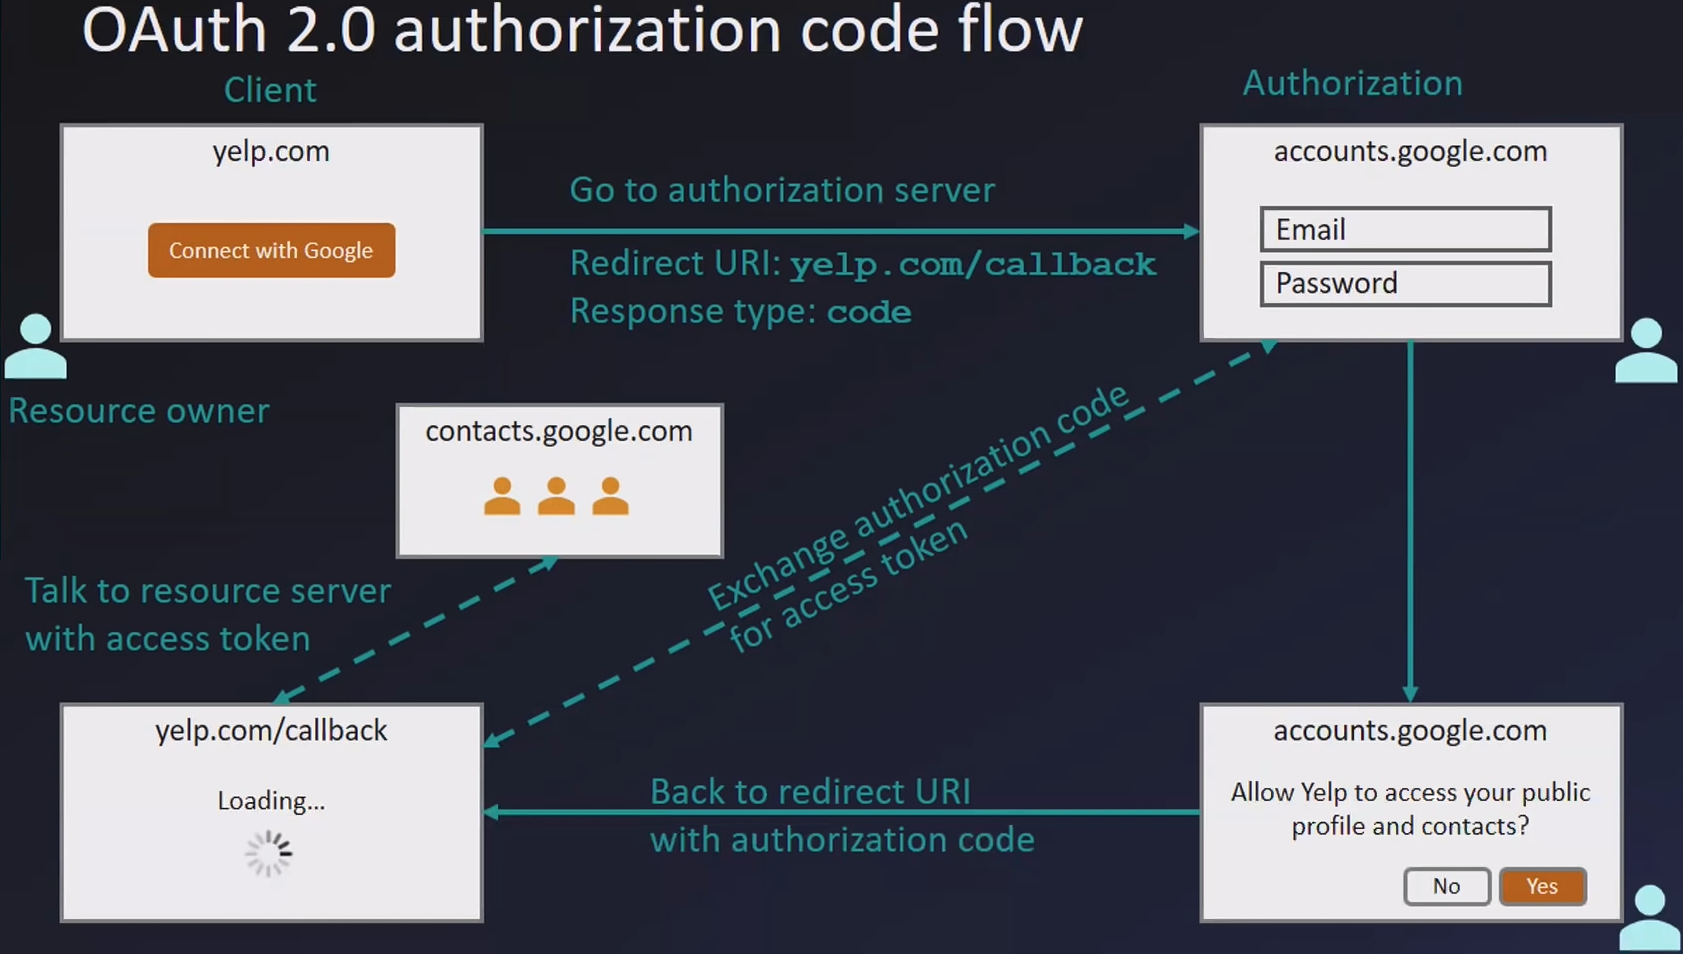 OAuth 2.0 authorization code flow
Client
Authorization
yelp.com
Connect with Google
Go to authorization server
Redirect URI: yelp.com/callback
Response type: code
accounts.google.com
Email
Password
Resource owner
contacts.google.com
Exchange authorization code
for access token
Talk to resource server
with access token
yelp.com/callback
Loading...
Back to redirect URI
with authorization code
accounts.google.com
Allow Yelp to access your public
profile and contacts?
No
Yes